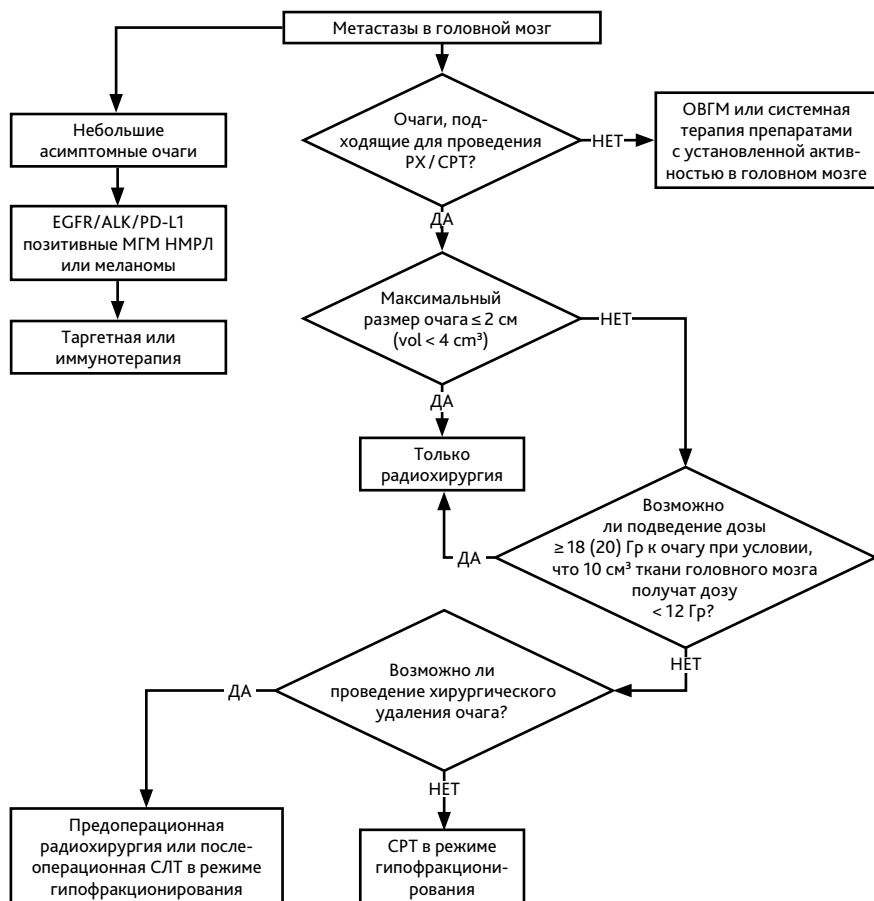 Метастазы в головной мозг
Небольшие
асимптомные очаги
EGFR/ALK/PD-L1
позитивные МГМ НМРЛ
или меланомы
Таргетная или
иммунотерапия
Очаги, под-
ходящие для проведения
РХ / СРТ?
НЕТ
ОВГМ или системная
терапия препаратами
с установленной актив-
ностью в головном мозге
ДА
Максимальный
размер очага ≤ 2 см
(vol < 4 cm³)
НЕТ
ДА
Только
радиохирургия
Возможно
ли подведение дозы
≥ 18 (20) Гр к очагу при условии,
что 10 см³ ткани головного мозга
получат дозу
< 12 Гр?
ДА
НЕТ
Возможно ли
проведение хирургического
удаления очага?
ДА
НЕТ
Предоперационная
радиохирургия или после-
операционная СЛТ в режиме
гипофракционирования
СРТ в режиме
гипофракциони-
рования